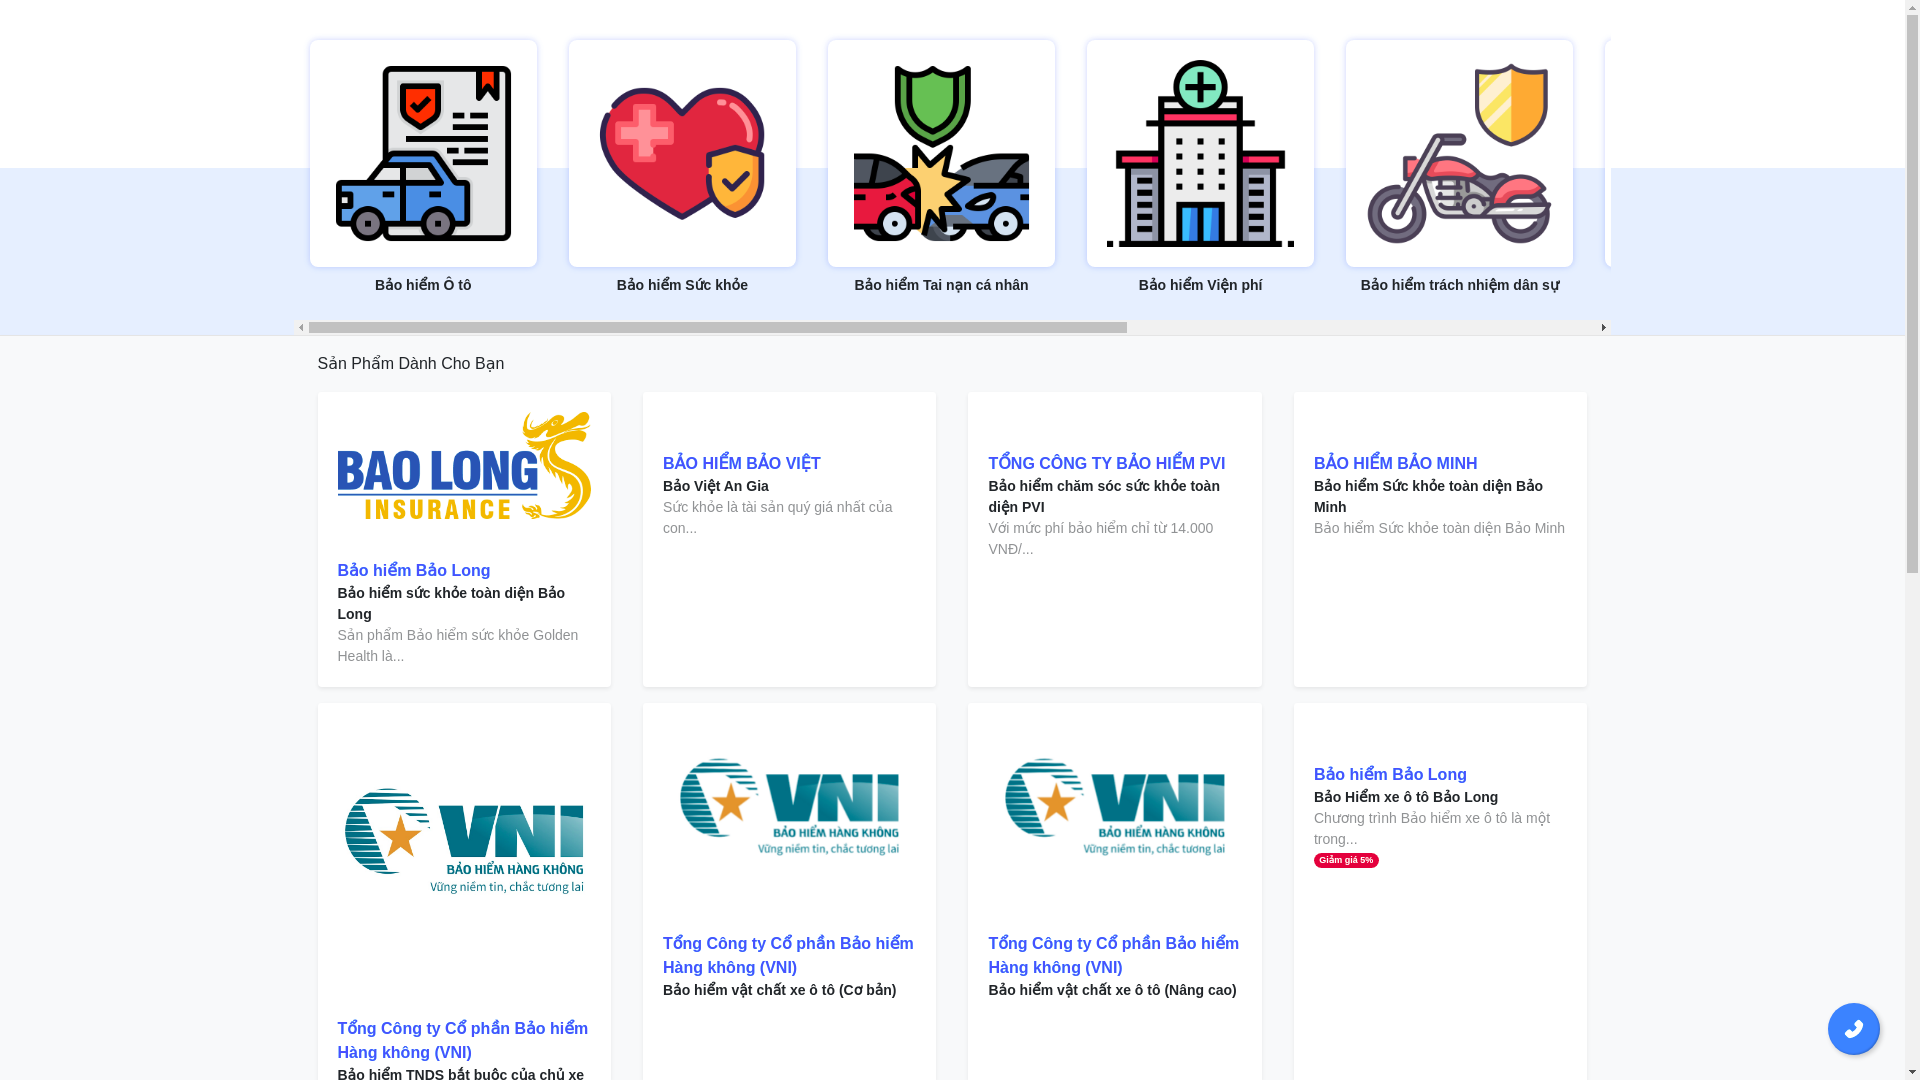 Bảo hiểm Ô tô
Bảo hiểm Sức khỏe
Bảo hiểm Tai nạn cá nhân
Bảo hiểm Viện phí
Bảo hiểm trách nhiệm dân sự
Sản Phẩm Dành Cho Bạn
BAO LONG
INSURANCE
Bảo hiểm Bảo Long
Bảo hiểm sức khỏe toàn diện Bảo
Long
Sản phẩm Bảo hiểm sức khỏe Golden
Health là...
BẢO HIỂM BẢO VIỆT
Bảo Việt An Gia
Sức khỏe là tài sản quý giá nhất của
con...
TỔNG CÔNG TY BẢO HIỂM PVI
Bảo hiểm chăm sóc sức khỏe toàn
diện PVI
Với mức phí bảo hiểm chỉ từ 14.000
VNĐ/...
BẢO HIỂM BẢO MINH
Bảo hiểm Sức khỏe toàn diện Bảo
Minh
Bảo hiểm Sức khỏe toàn diện Bảo Minh
VNI
BẢO HIỂM HÀNG KHÔNG
Vững niềm tin, chắc tương lai
Tổng Công ty Cổ phần Bảo hiểm
Hàng không (VNI)
Bảo hiểm TNDS bắt buộc của chủ xe
VNI
BẢO HIỂM HÀNG KHÔNG
Vững niềm tin, chắc tương lai
Tổng Công ty Cổ phần Bảo hiểm
Hàng không (VNI)
Bảo hiểm vật chất xe ô tô (Cơ bản)
VNI
BẢO HIỂM HÀNG KHÔNG
Vững niềm tin, chắc tương lai
Tổng Công ty Cổ phần Bảo hiểm
Hàng không (VNI)
Bảo hiểm vật chất xe ô tô (Nâng cao)
Bảo hiểm Bảo Long
Bảo Hiểm xe ô tô Bảo Long
Chương trình Bảo hiểm xe ô tô là một
trong...
Giảm giá 5%